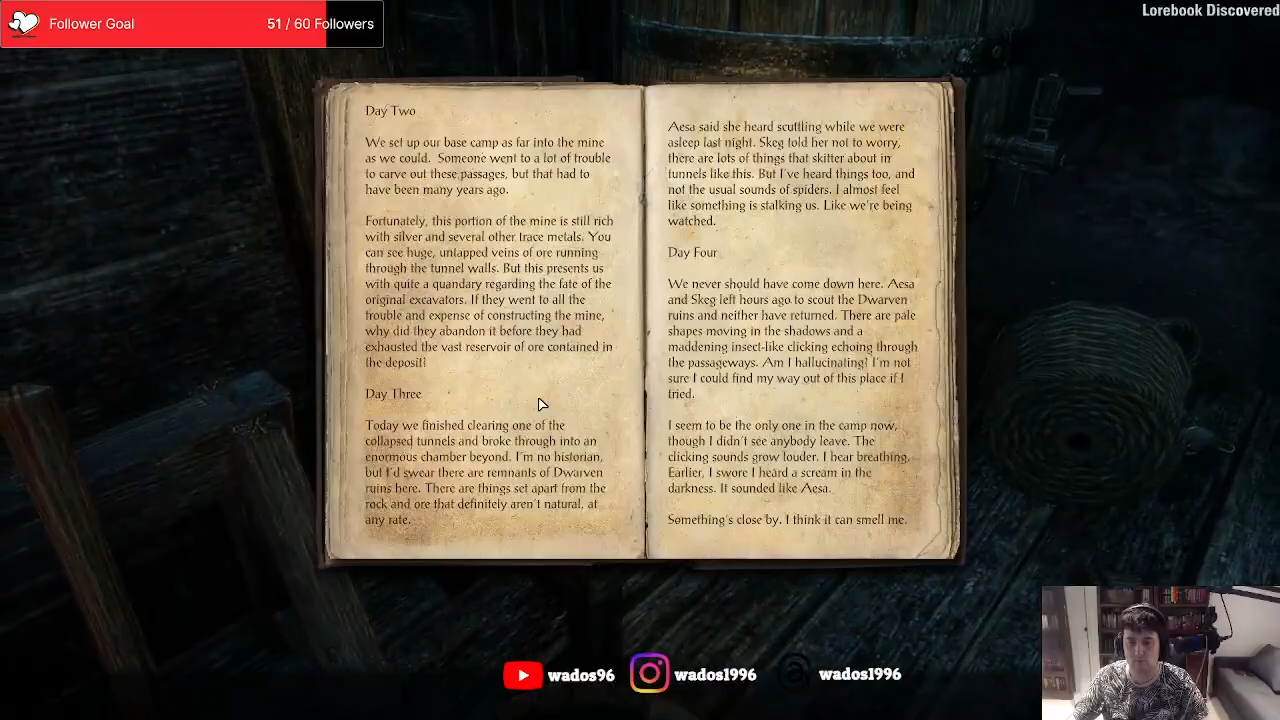 Follower Goal
51 / 60 Followers
Lorebook Discovered
Day Two
We set up our base camp as far into the mine
as we could. Someone went to a lot of trouble
to carve out these passages, but that had to
have been many years ago.
Fortunately, this portion of the mine is still rich
with silver and several other trace metals. You
can see huge, untapped veins of ore running
through the tunnel walls. But this presents us
with quite a quandary regarding the fate of the
original excavators. If they went to all the
trouble and expense of constructing the mine,
why did they abandon it before they had
exhausted the vast reservoir of ore contained in
the deposit?
Day Three
Today we finished clearing one of the
collapsed tunnels and broke through into an
enormous chamber beyond. I'm no historian,
but I'd swear there are remnants of Dwarven
ruins here. There are things set apart from the
rock and ore that definitely aren't natural, at
any rate.
Aesa said she heard scuttling while we were
asleep last night. Skeg told her not to worry,
there are lots of things that skitter about in
tunnels like this. But I've heard things too, and
not the usual sounds of spiders. I almost feel
like something is stalking us. Like we're being
watched.
Day Four
We never should have come down here. Aesa
and Skeg left hours ago to scout the Dwarven
ruins and neither have returned. There are pale
shapes moving in the shadows and a
maddening insect-like clicking echoing through
the passageways. Am I hallucinating? I'm not
sure I could find my way out of this place if I
tried.
I seem to be the only one in the camp now,
though I didn't see anybody leave. The
clicking sounds grow louder. I hear breathing.
Earlier, I swore I heard a scream in the
darkness. It sounded like Aesa.
Something's close by. I think it can smell me.
wados96
wados1996
wados1996